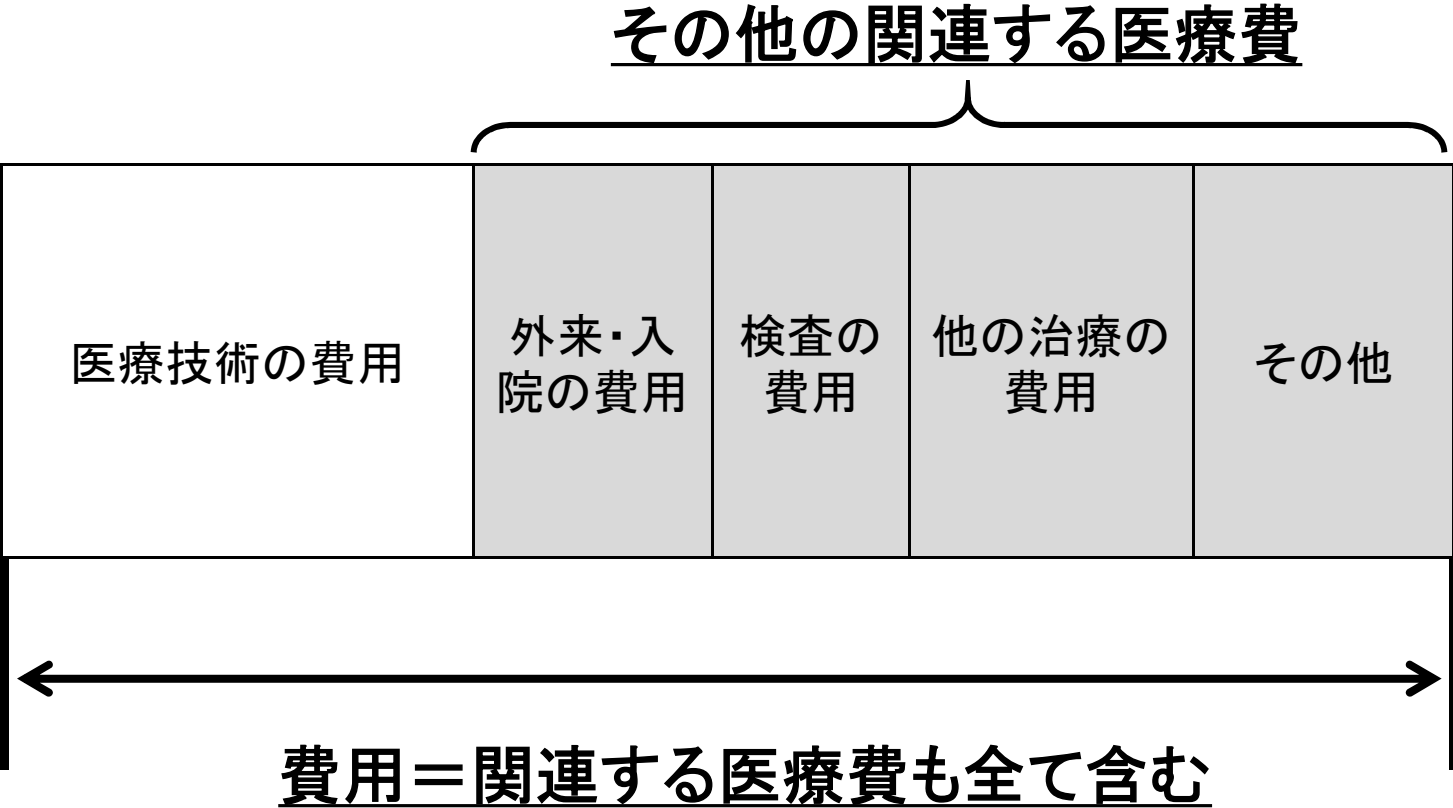 その他の関連する医療費
医療技術の費用
外来・入
院の費用
検査の
費用
他の治療の
費用
その他
費用＝関連する医療費も全て含む